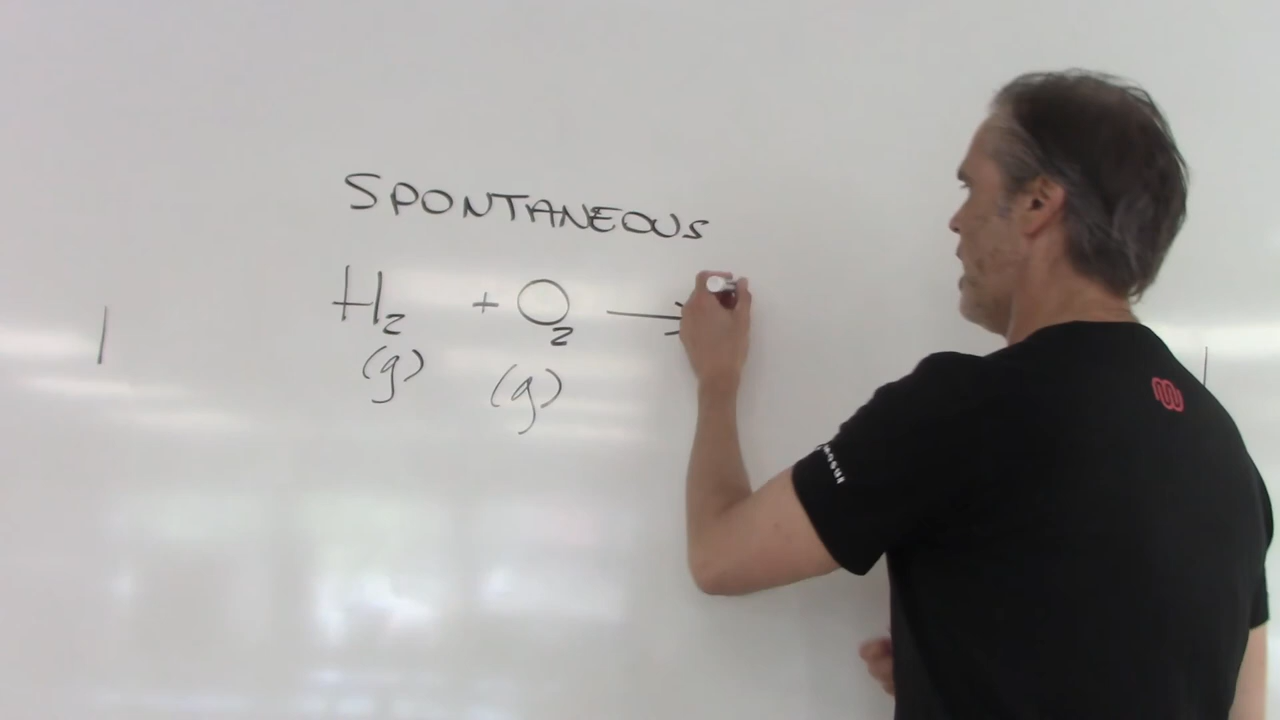 SPONTANEOUS
H₂ + O₂ →
(g) (g)